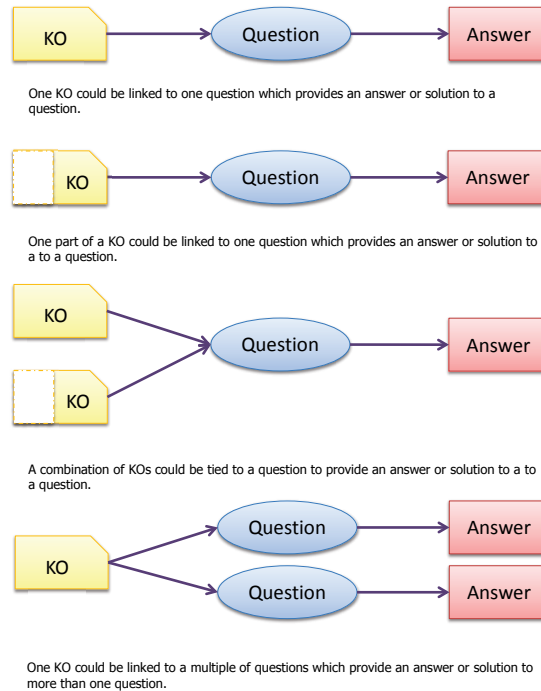 KO Question Answer
One KO could be linked to one question which provides an answer or solution to a
question.
KO Question Answer
One part of a KO could be linked to one question which provides an answer or solution to
a to a question.
KO
Question Answer
KO
A combination of KOs could be tied to a question to provide an answer or solution to a to
a question.
Question Answer
KO
Question Answer
One KO could be linked to a multiple of questions which provide an answer or solution to
more than one question.